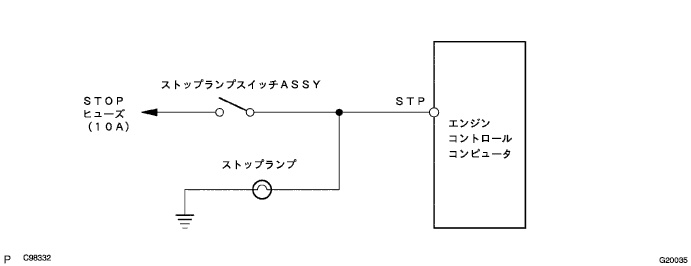 ストップランプスイッチＡＳＳＹ
ＳＴＯＰ
ヒューズ
（１０Ａ）
ＳＴＰ
エンジン
コントロール
コンピュータ
ストップランプ
P C98332
G20035